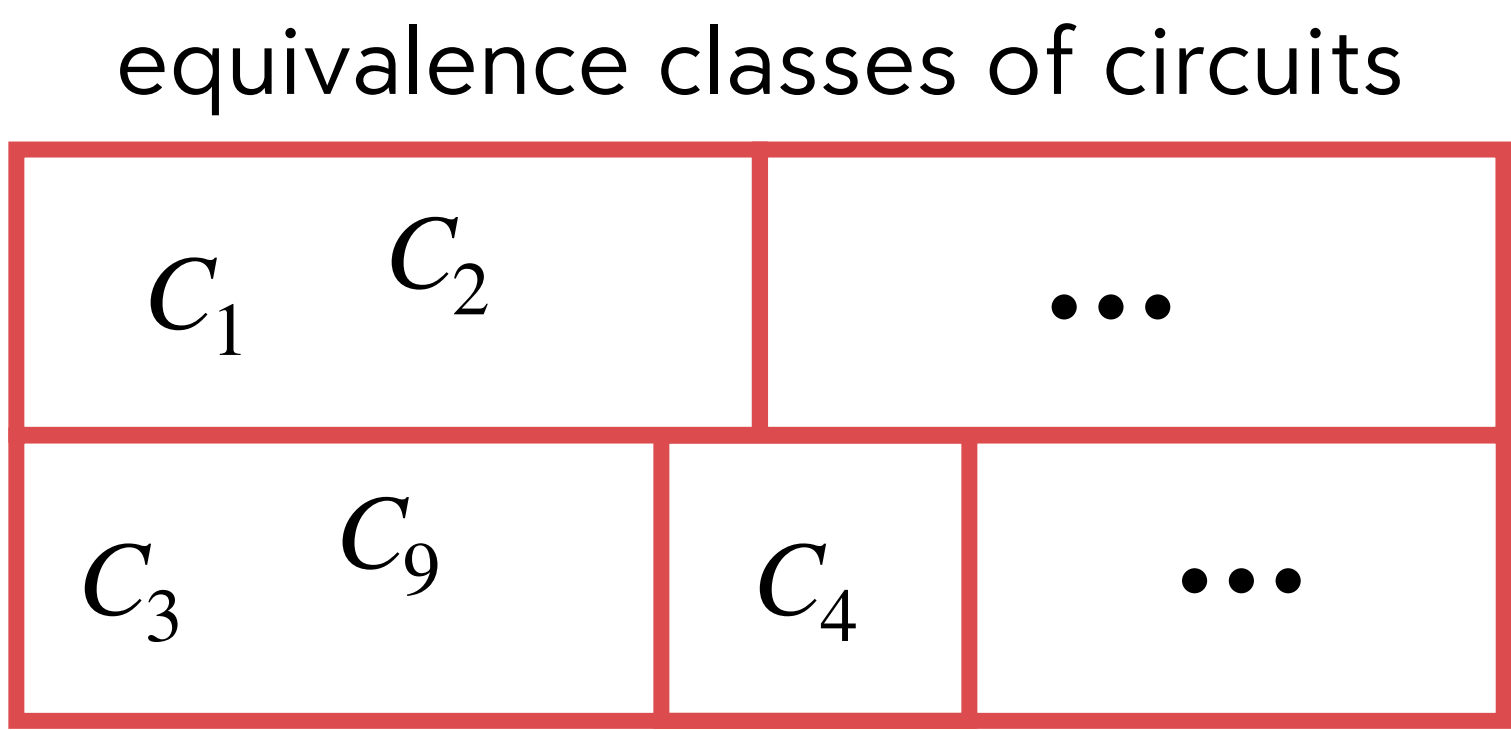 equivalence classes of circuits
C₁ C₂ •••
C₃ C₉ C₄ •••